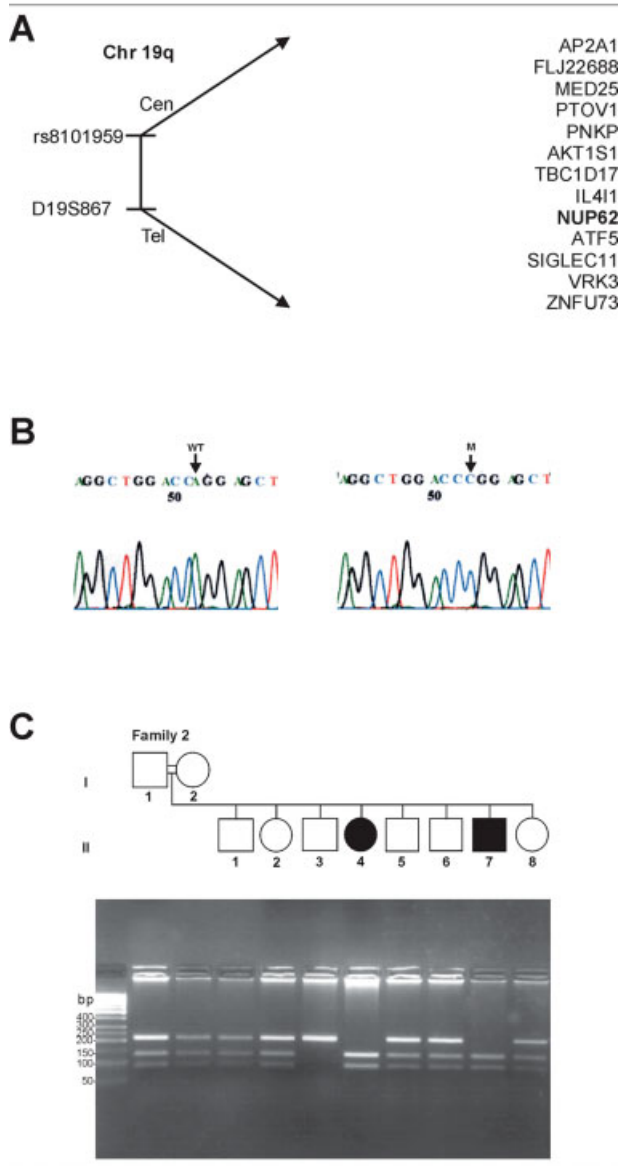 A
Chr 19q
Cen
rs8101959
D19S867
Tel
AP2A1
FLJ22688
MED25
PTOV1
PNKP
AKT1S1
TBC1D17
IL4I1
NUP62
ATF5
SIGLEC11
VRK3
ZNFU73
B
WT
AGGCTGGACCAGGAGCT
50
M
AGGCTGGACCCGGAGCT
50
C
Family 2
I
1 2
II
1 2 3 4 5 6 7 8
bp
400
300
250
200
150
100
50